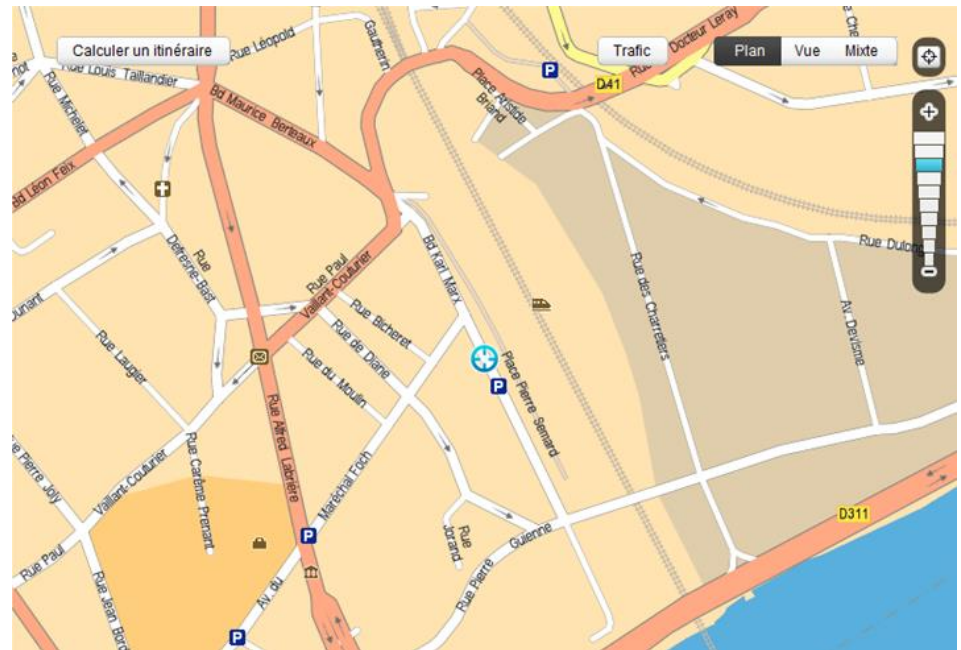 Calculer un itinéraire
Trafic
Plan
Vue
Mixte
Rue Léopold
Gautherin
Docteur Leray
Rue Louis Taillandier
P
D41
Rue Michelet
Place Aristide
Briand
Bd Maurice Berteaux
Bd Léon Feix
Rue
Defresne-Bast
Bd Karl Marx
Rue Dulong
Rue des Charretiers
Rue Paul
Vaillant-Couturier
Rue Bicheret
Rue de Diane
Av Devisme
Rue Laugier
Rue du Moulin
Place Pierre Semard
P
Rue Alfred Labrière
Rue Carême Prenant
Maréchal Foch
Rue Pierre Joly
Vaillant-Couturier
D311
Rue
Jorand
Guienne
P
Rue Paul
Rue Pierre
Av. du
Rue Jean Bord
P